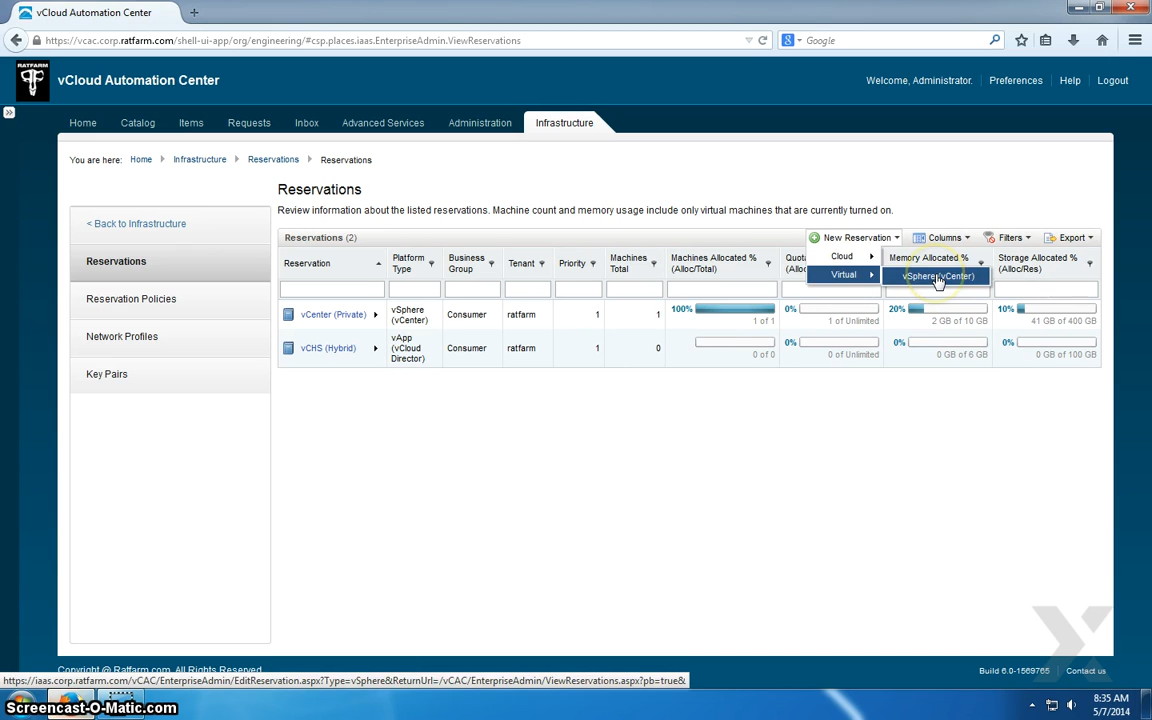 vCloud Automation Center
https://vcac.corp.ratfarm.com/shell-ui-app/org/engineering/#csp.places.iaas.EnterpriseAdmin.ViewReservations
Google
RATFARM
vCloud Automation Center
Welcome, Administrator.
Preferences
Help
Logout
Home
Catalog
Items
Requests
Inbox
Advanced Services
Administration
Infrastructure
You are here:
Home
Infrastructure
Reservations
Reservations
< Back to Infrastructure
Reservations
Reservation Policies
Network Profiles
Key Pairs
Reservations
Review information about the listed reservations. Machine count and memory usage include only virtual machines that are currently turned on.
Reservations (2)
New Reservation
Columns
Filters
Export
Cloud
Virtual
vSphere (vCenter)
Reservation
Platform
Type
Business
Group
Tenant
Priority
Machines
Total
Machines Allocated %
(Alloc/Total)
Quota
(Alloc
Memory Allocated %
Storage Allocated %
(Alloc/Res)
vCenter (Private)
vSphere
(vCenter)
Consumer
ratfarm
1
1
100%
1 of 1
0%
1 of Unlimited
20%
2 GB of 10 GB
10%
41 GB of 400 GB
vCHS (Hybrid)
vApp
(vCloud
Director)
Consumer
ratfarm
1
0
0 of 0
0%
0 of Unlimited
0%
0 GB of 6 GB
0%
0 GB of 100 GB
Copyright @ Ratfarm.com. All Rights Reserved.
Build 6.0-1569765
Contact us
https://iaas.corp.ratfarm.com/vCAC/EnterpriseAdmin/EditReservation.aspx?Type=vSphere&ReturnUrl=/vCAC/EnterpriseAdmin/ViewReservations.aspx?pb=true&
Screencast-O-Matic.com
8:35 AM
5/7/2014